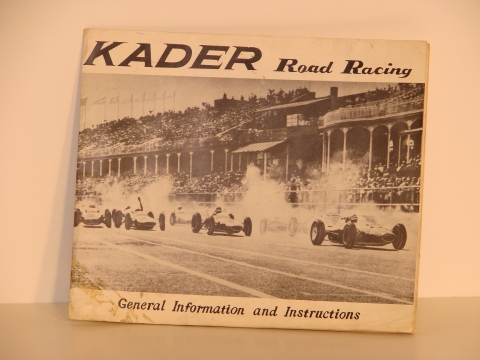 KADER Road Racing
General Information and Instructions